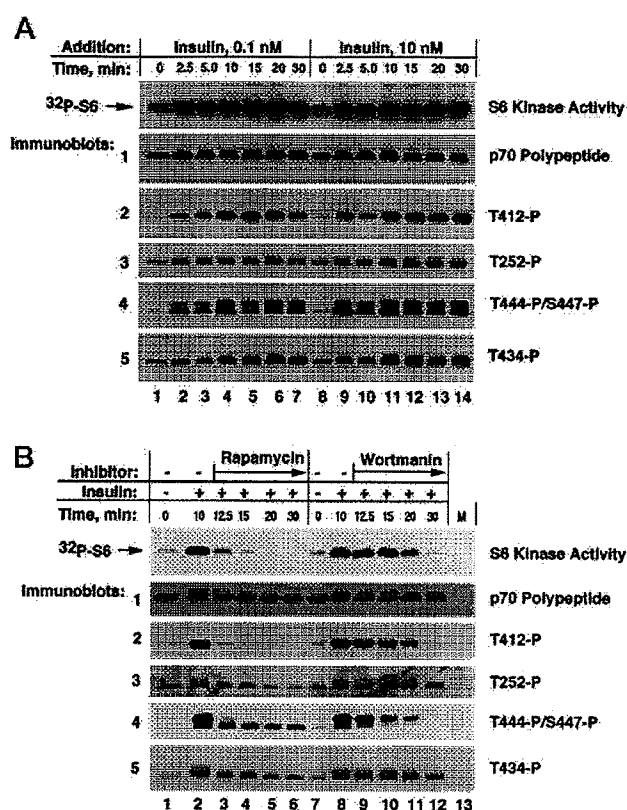 A
Addition: Insulin, 0.1 nM Insulin, 10 nM
Time, min: 0 2.5 5.0 10 15 20 30 0 2.5 5.0 10 15 20 30
32P-S6 S6 Kinase Activity
Immunoblots: 1 p70 Polypeptide
2 T412-P
3 T252-P
4 T444-P/S447-P
5 T434-P
1 2 3 4 5 6 7 8 9 10 11 12 13 14
B
Inhibitor: - - Rapamycin - - Wortmanin
Insulin: - + + + + + - + + + + +
Time, min: 0 10 12.5 15 20 30 0 10 12.5 15 20 30 M
32P-S6 S6 Kinase Activity
Immunoblots: 1 p70 Polypeptide
2 T412-P
3 T252-P
4 T444-P/S447-P
5 T434-P
1 2 3 4 5 6 7 8 9 10 11 12 13